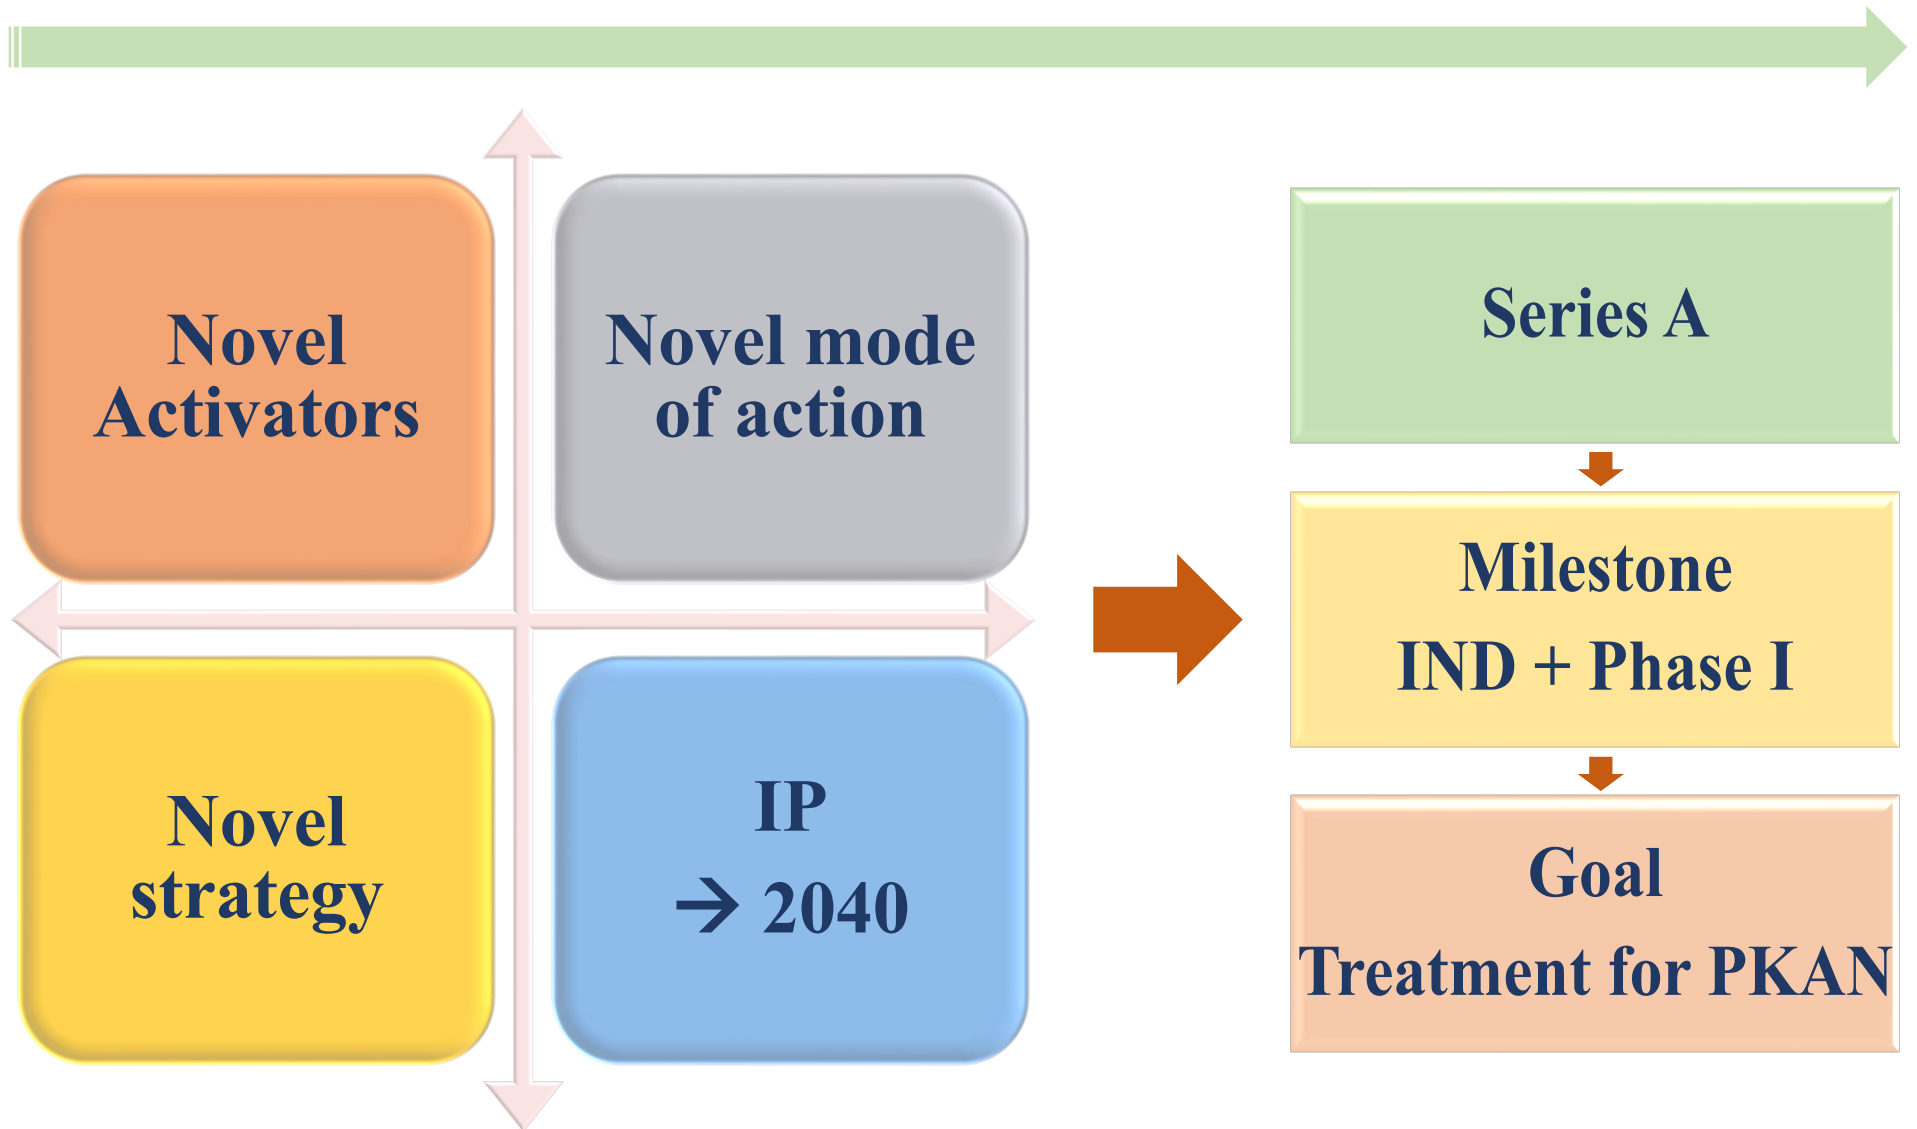 Novel
Activators
Novel mode
of action
Novel
strategy
IP
→ 2040
Series A
Milestone
IND + Phase I
Goal
Treatment for PKAN